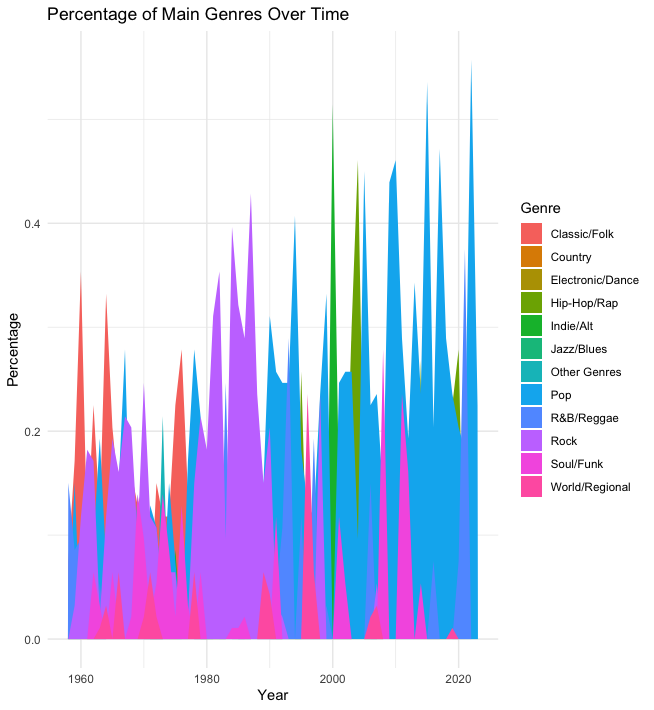 Percentage of Main Genres Over Time
Percentage
0.4
0.2
0.0
1960
1980
2000
2020
Year
Genre
Classic/Folk
Country
Electronic/Dance
Hip-Hop/Rap
Indie/Alt
Jazz/Blues
Other Genres
Pop
R&B/Reggae
Rock
Soul/Funk
World/Regional